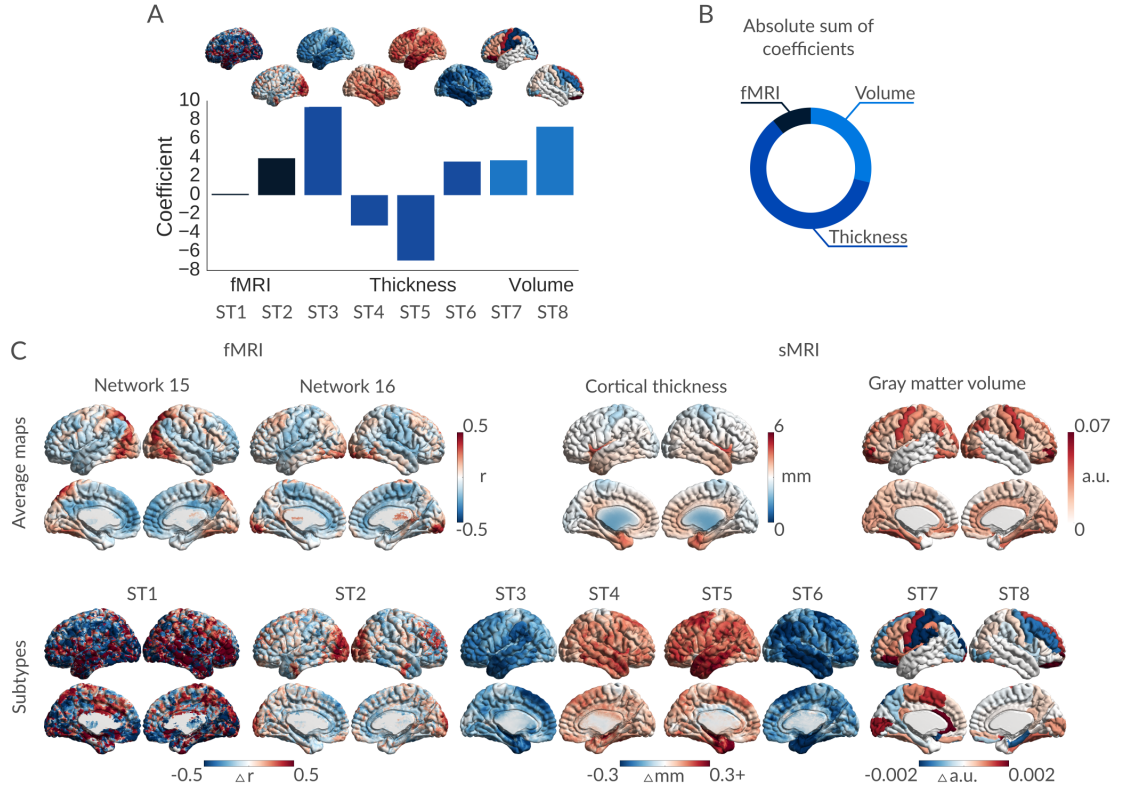 A
10
8
6
4
2
0
−2
−4
−6
−8
Coefficient
fMRI Thickness Volume
ST1 ST2 ST3 ST4 ST5 ST6 ST7 ST8
B
Absolute sum of
coefficients
fMRI
Volume
Thickness
C
fMRI
sMRI
Network 15
Network 16
Cortical thickness
Gray matter volume
Average maps
0.5
r
-0.5
6
mm
0
0.07
a.u.
0
Subtypes
ST1 ST2 ST3 ST4 ST5 ST6 ST7 ST8
-0.5 △r 0.5
-0.3 △mm 0.3+
-0.002 △a.u. 0.002